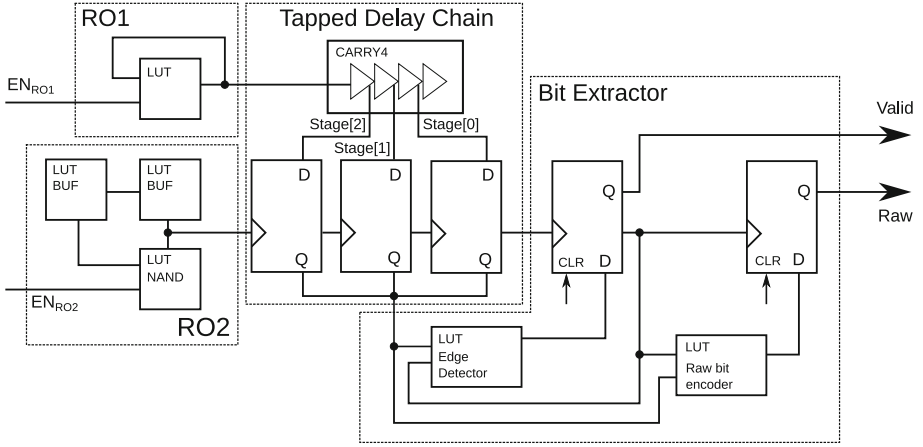 RO1
Tapped Delay Chain
LUT
CARRY4
EN_RO1
Stage[2]
Stage[1]
Stage[0]
Bit Extractor
Valid
Raw
LUT
BUF
LUT
BUF
LUT
NAND
EN_RO2
RO2
D
Q
D
Q
D
Q
Q
CLR
D
Q
CLR
D
LUT
Edge
Detector
LUT
Raw bit
encoder